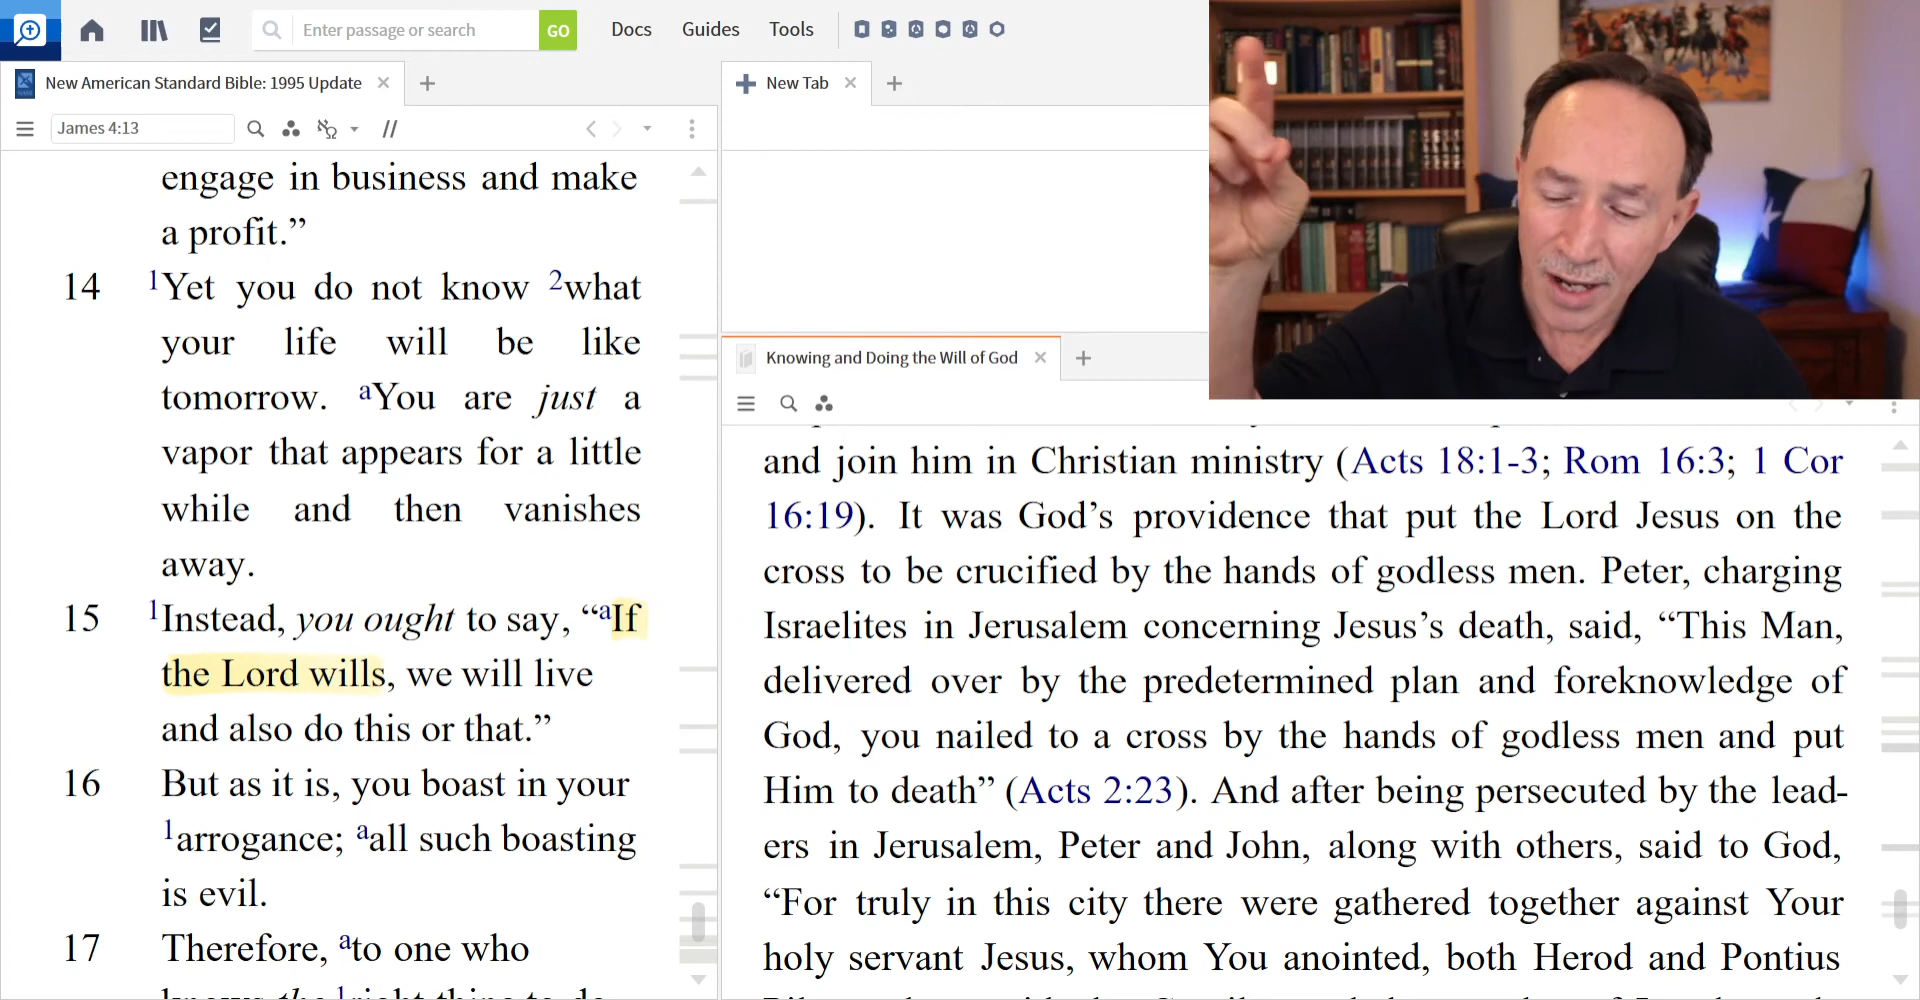 Enter passage or search
GO
Docs
Guides
Tools
New American Standard Bible: 1995 Update
New Tab
James 4:13
engage in business and make
a profit.”
14 1Yet you do not know 2what
your life will be like
tomorrow. aYou are just a
vapor that appears for a little
while and then vanishes
away.
15 1Instead, you ought to say, “aIf
the Lord wills, we will live
and also do this or that.”
16 But as it is, you boast in your
1arrogance; aall such boasting
is evil.
17 Therefore, ato one who
knows the 1right thing to do
Knowing and Doing the Will of God
and join him in Christian ministry (Acts 18:1-3; Rom 16:3; 1 Cor
16:19). It was God’s providence that put the Lord Jesus on the
cross to be crucified by the hands of godless men. Peter, charging
Israelites in Jerusalem concerning Jesus’s death, said, “This Man,
delivered over by the predetermined plan and foreknowledge of
God, you nailed to a cross by the hands of godless men and put
Him to death” (Acts 2:23). And after being persecuted by the lead-
ers in Jerusalem, Peter and John, along with others, said to God,
“For truly in this city there were gathered together against Your
holy servant Jesus, whom You anointed, both Herod and Pontius